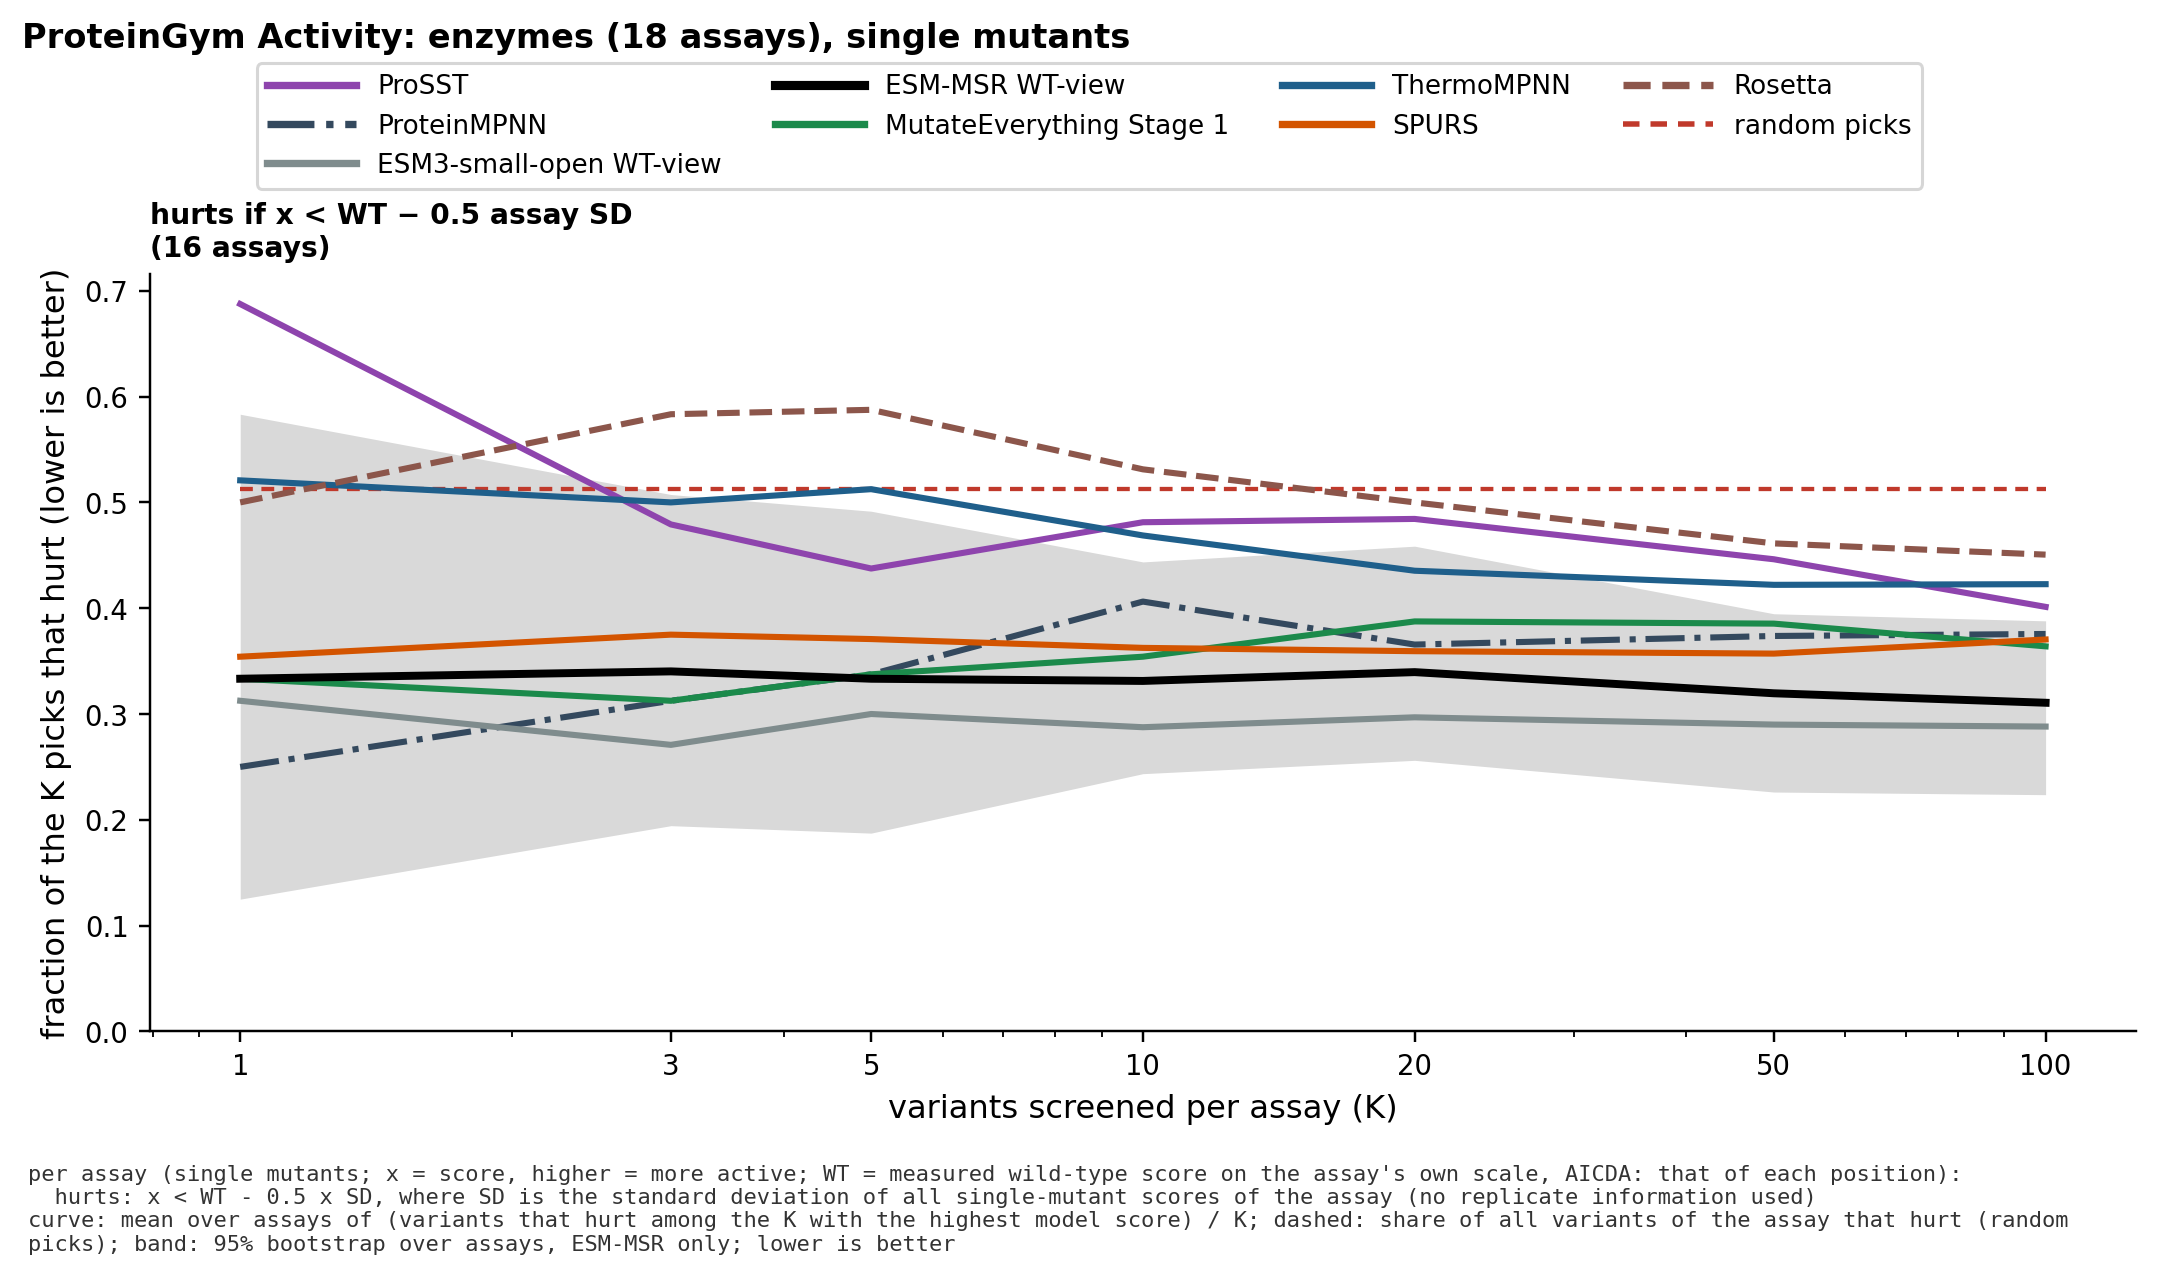 ProteinGym Activity: enzymes (18 assays), single mutants
ProSST
ProteinMPNN
ESM3-small-open WT-view
ESM-MSR WT-view
MutateEverything Stage 1
ThermoMPNN
SPURS
Rosetta
random picks
hurts if x < WT − 0.5 assay SD
(16 assays)
fraction of the K picks that hurt (lower is better)
0.7
0.6
0.5
0.4
0.3
0.2
0.1
0.0
1
3
5
10
20
50
100
variants screened per assay (K)
per assay (single mutants; x = score, higher = more active; WT = measured wild-type score on the assay's own scale, AICDA: that of each position):
hurts: x < WT - 0.5 x SD, where SD is the standard deviation of all single-mutant scores of the assay (no replicate information used)
curve: mean over assays of (variants that hurt among the K with the highest model score) / K; dashed: share of all variants of the assay that hurt (random
picks); band: 95% bootstrap over assays, ESM-MSR only; lower is better